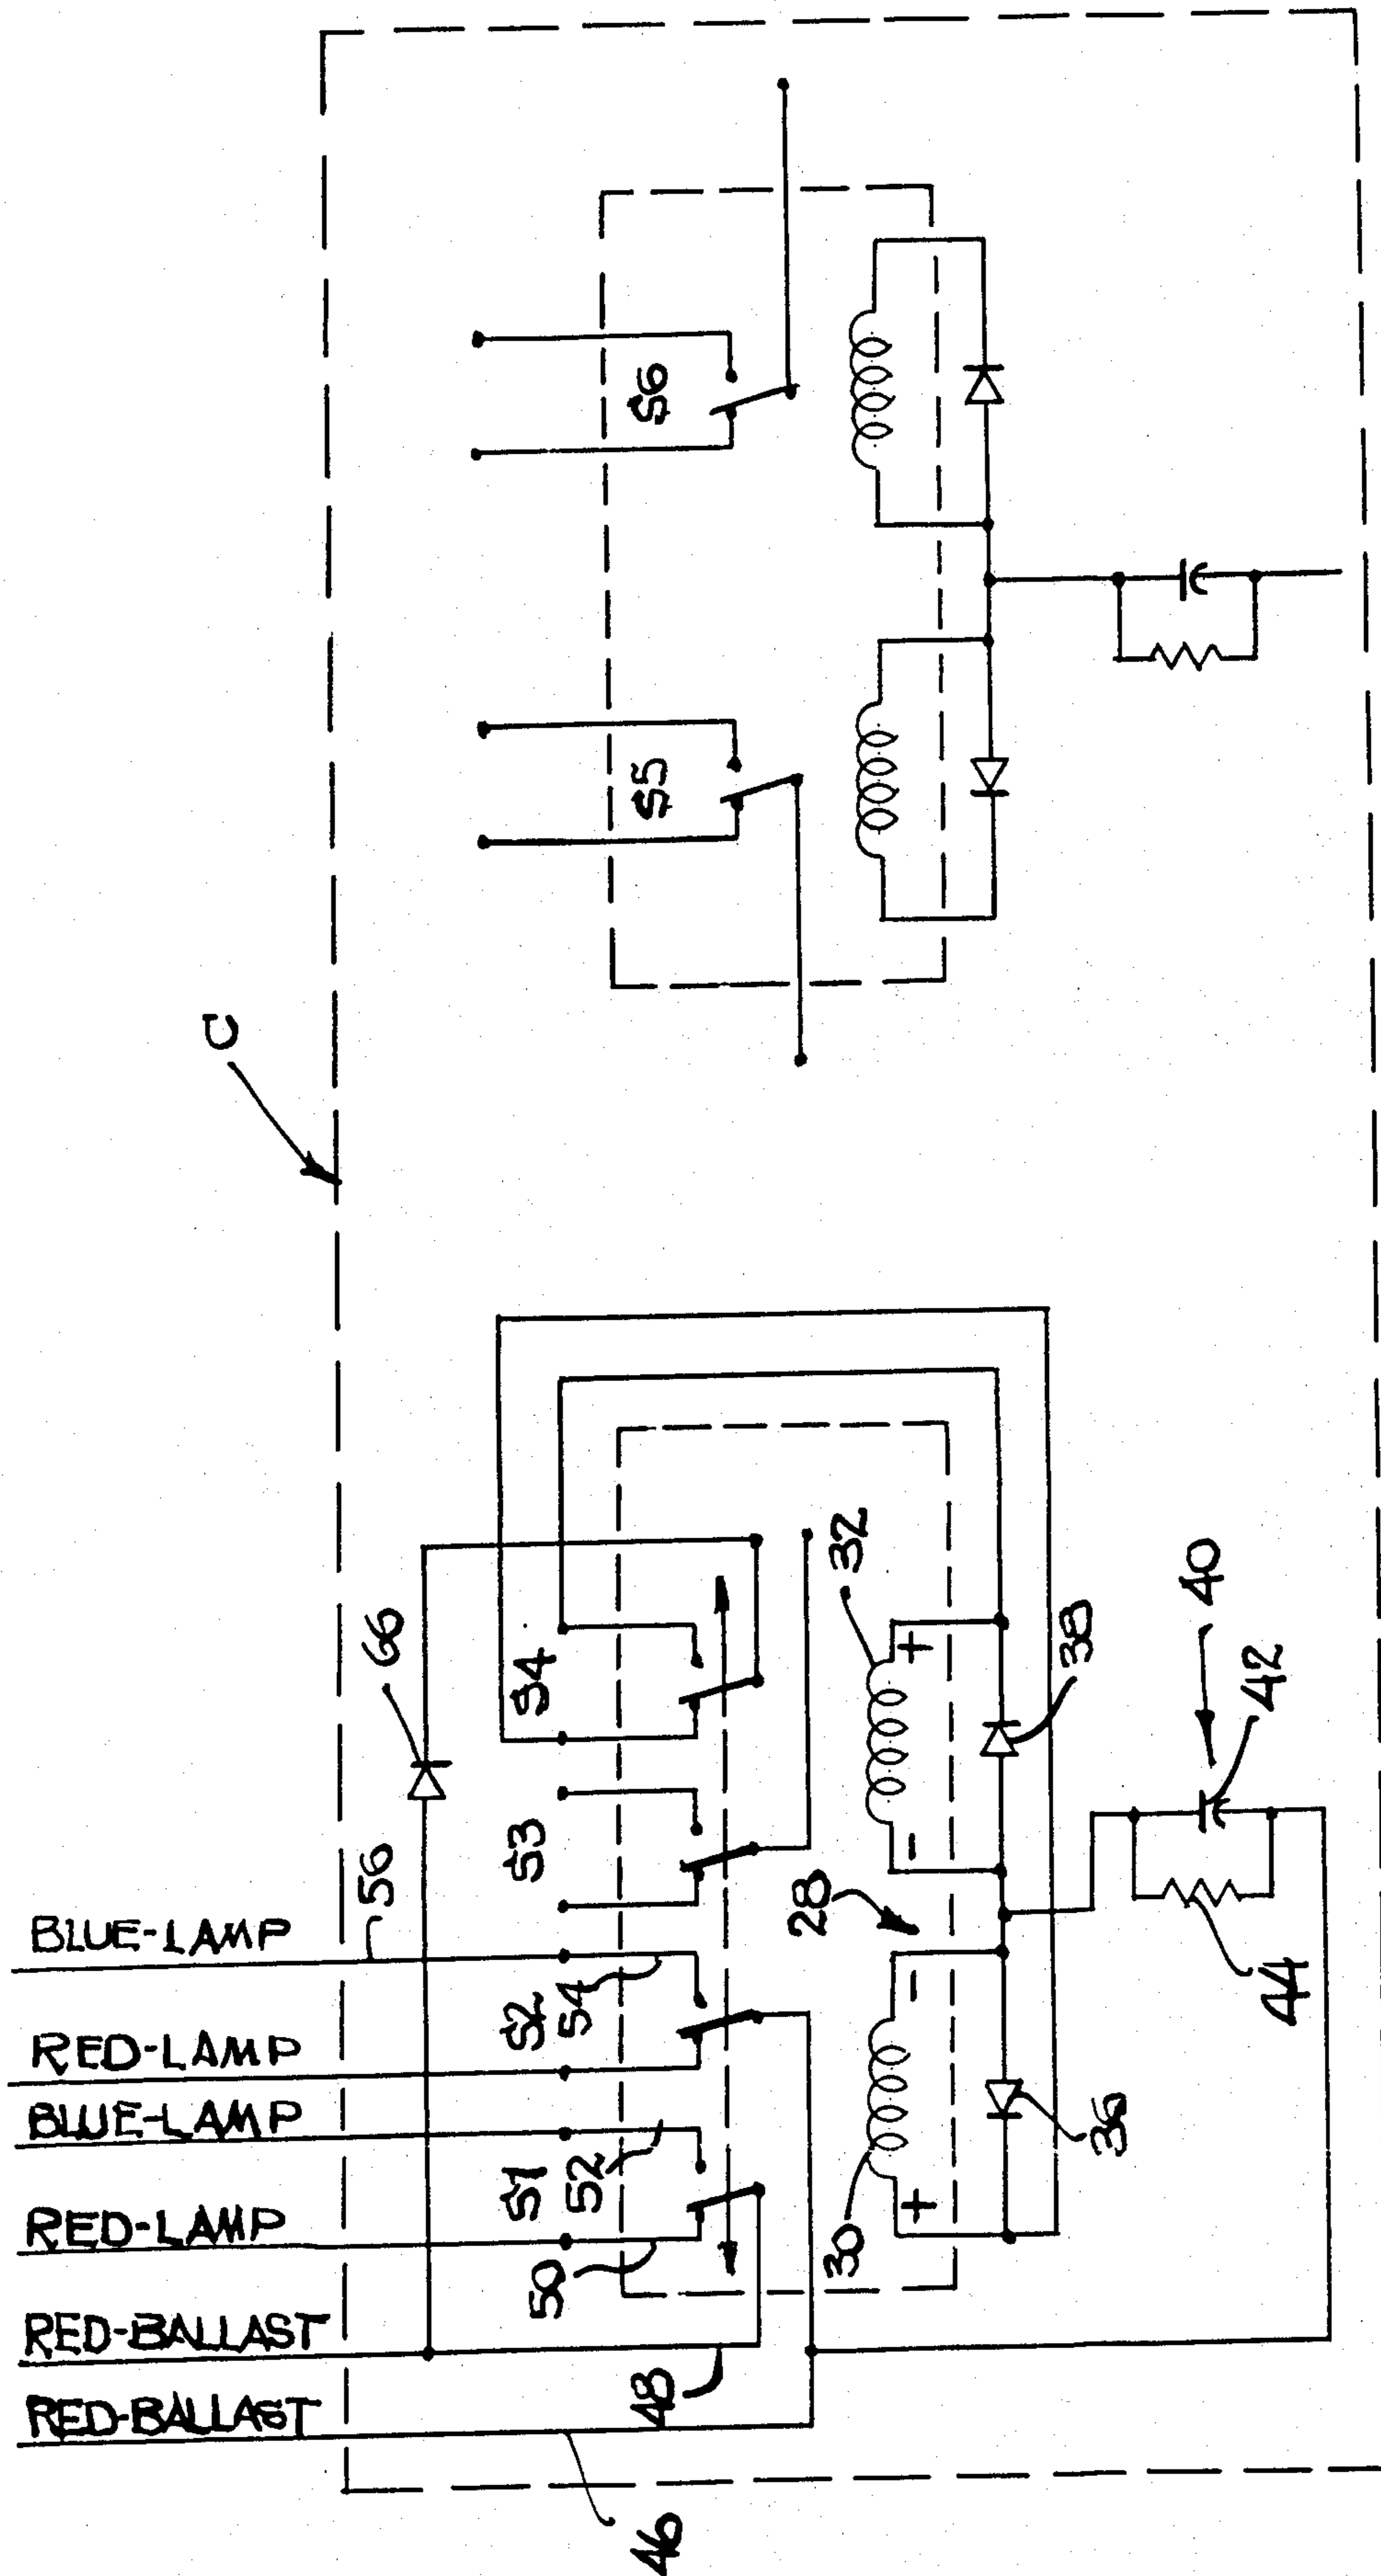 C
S6
S5
66
56
BLUE-LAMP
RED-LAMP
BLUE-LAMP
RED-LAMP
RED-BALLAST
RED-BALLAST
S4
S3
S2
54
S1
52
50
48
46
32
+
-
28
-
+
30
38
36
40
42
44